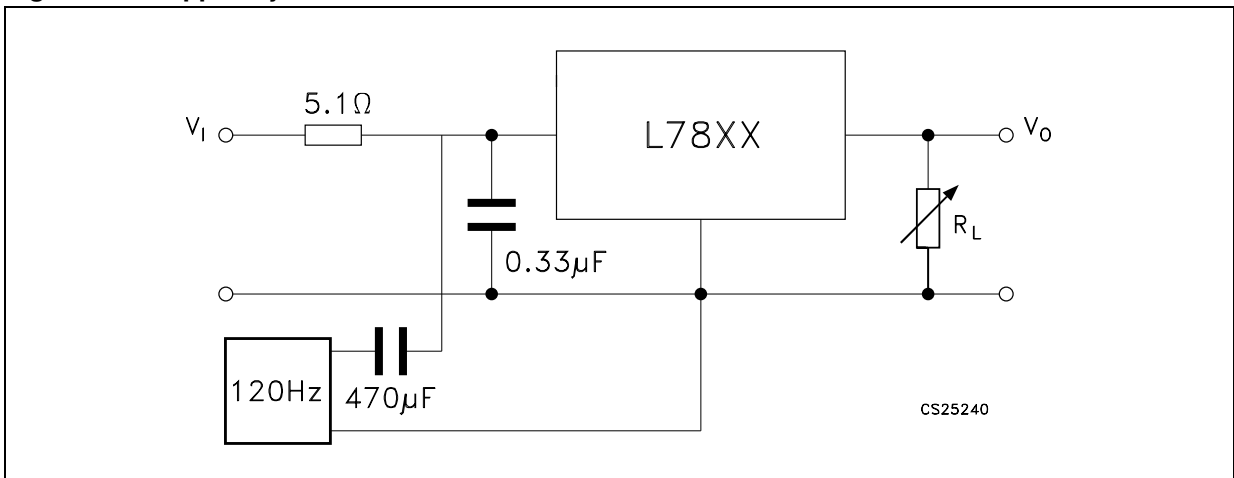 5.1Ω
V_I
L78XX
V_O
R_L
0.33µF
120Hz
470µF
CS25240